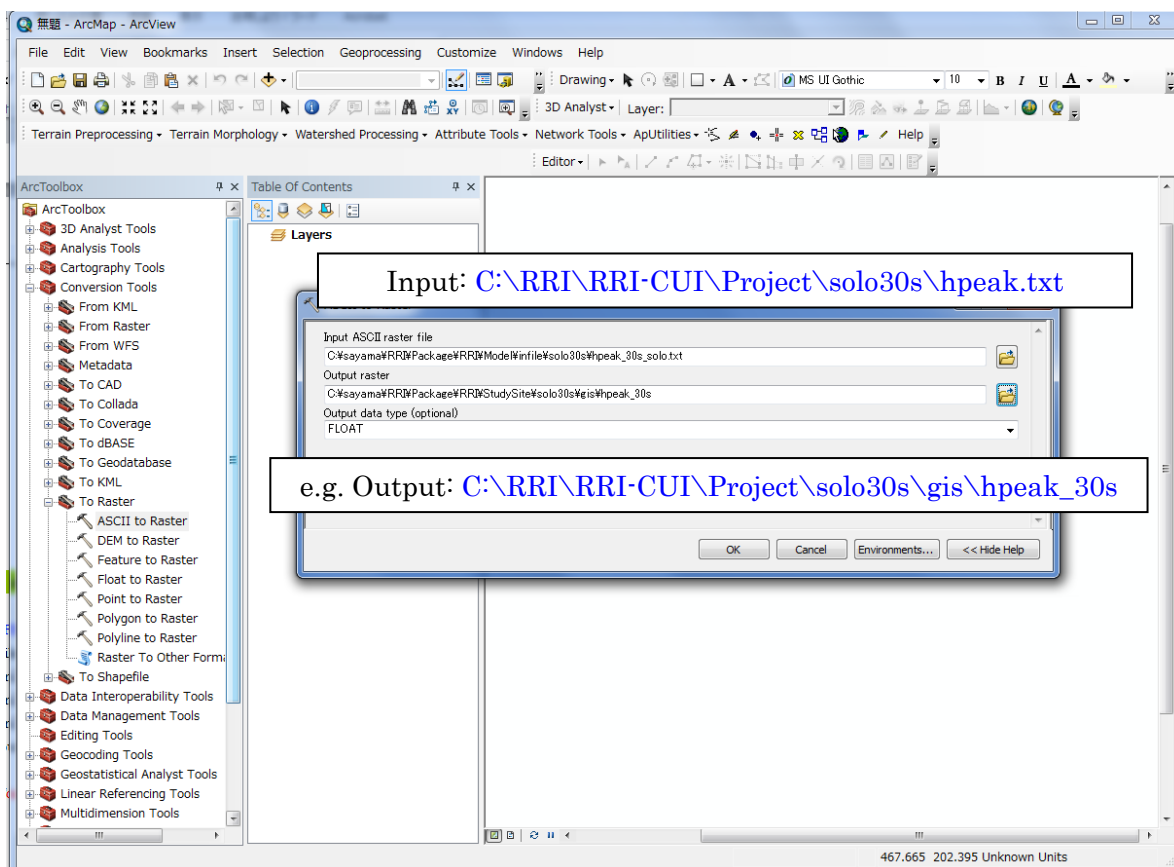 無題 - ArcMap - ArcView
File Edit View Bookmarks Insert Selection Geoprocessing Customize Windows Help
Drawing A MS UI Gothic 10 B I U A
3D Analyst Layer:
Terrain Preprocessing Terrain Morphology Watershed Processing Attribute Tools Network Tools ApUtilities Help
Editor
ArcToolbox
ArcToolbox
3D Analyst Tools
Analysis Tools
Cartography Tools
Conversion Tools
From KML
From Raster
From WFS
Metadata
To CAD
To Collada
To Coverage
To dBASE
To Geodatabase
To KML
To Raster
ASCII to Raster
DEM to Raster
Feature to Raster
Float to Raster
Point to Raster
Polygon to Raster
Polyline to Raster
Raster To Other Forma
To Shapefile
Data Interoperability Tools
Data Management Tools
Editing Tools
Geocoding Tools
Geostatistical Analyst Tools
Linear Referencing Tools
Multidimension Tools
Table Of Contents
Layers
Input: C:\RRI\RRI-CUI\Project\solo30s\hpeak.txt
Input ASCII raster file
C:¥sayama¥RRI¥Package¥RRI¥Model¥infile¥solo30s¥hpeak_30s_solo.txt
Output raster
C:¥sayama¥RRI¥Package¥RRI¥StudySite¥solo30s¥gis¥hpeak_30s
Output data type (optional)
FLOAT
e.g. Output: C:\RRI\RRI-CUI\Project\solo30s\gis\hpeak_30s
OK Cancel Environments... << Hide Help
467.665 202.395 Unknown Units